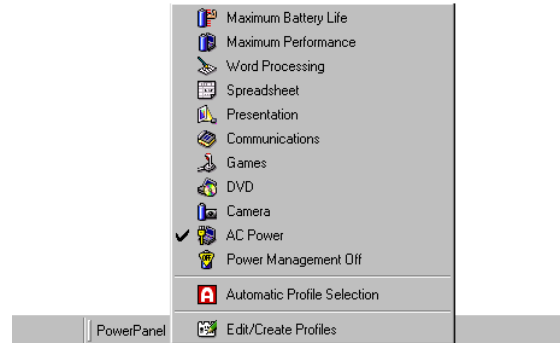 Maximum Battery Life
Maximum Performance
Word Processing
Spreadsheet
Presentation
Communications
Games
DVD
Camera
AC Power
Power Management Off
Automatic Profile Selection
PowerPanel
Edit/Create Profiles